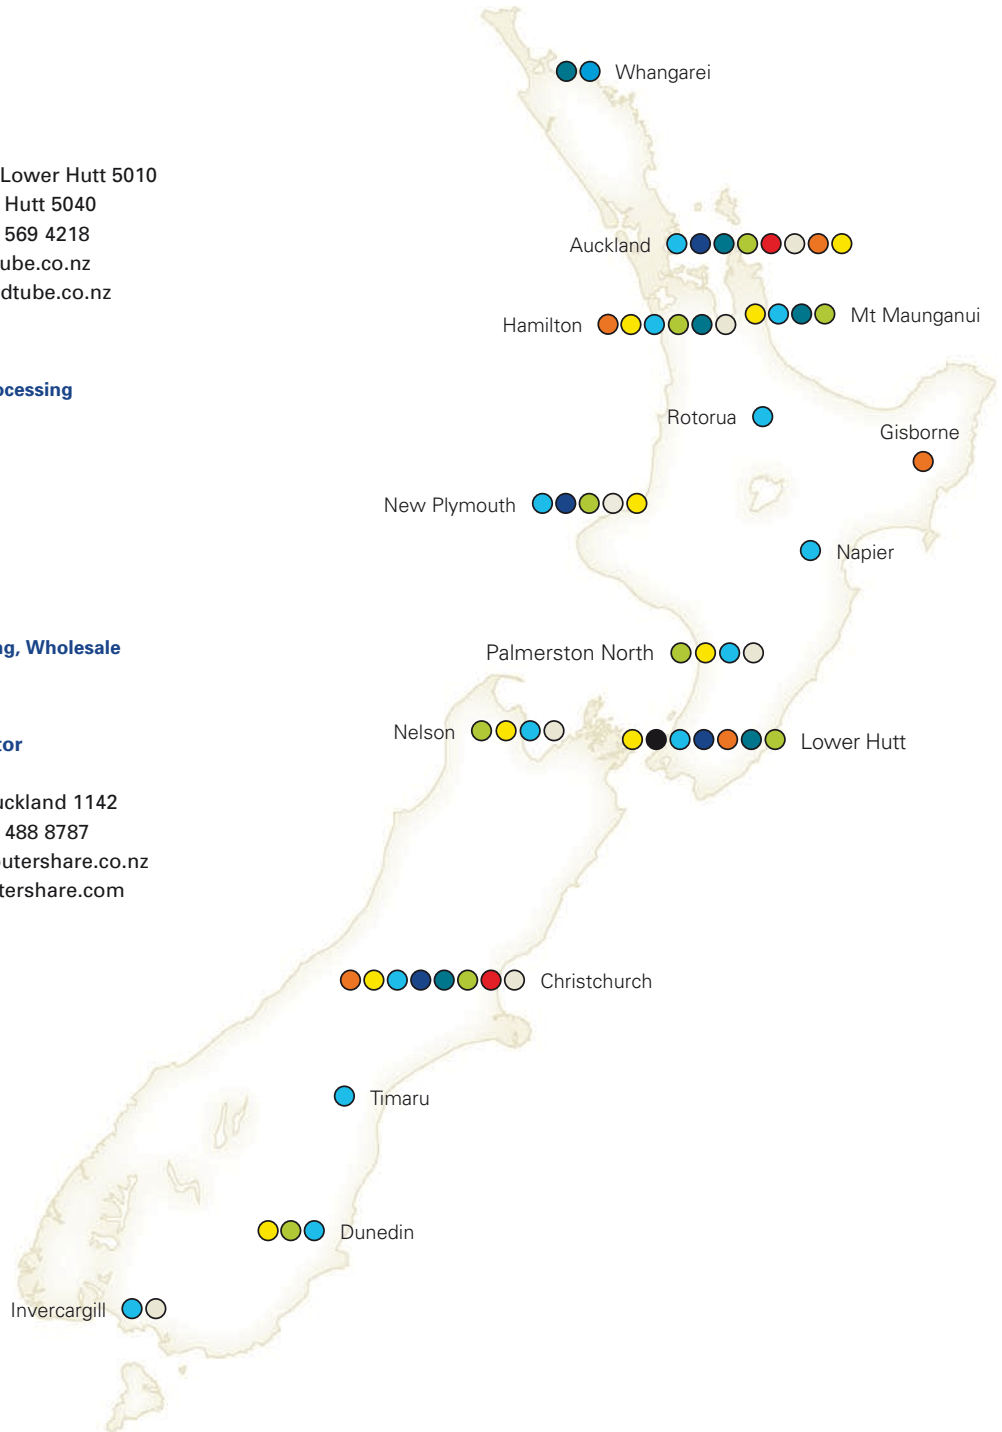 Lower Hutt 5010
Hutt 5040
569 4218
ube.co.nz
dtube.co.nz
ocessing
ng, Wholesale
tor
uckland 1142
488 8787
outershare.co.nz
tershare.com
Whangarei
Auckland
Hamilton
Mt Maunganui
Rotorua
Gisborne
New Plymouth
Napier
Palmerston North
Nelson
Lower Hutt
Christchurch
Timaru
Dunedin
Invercargill